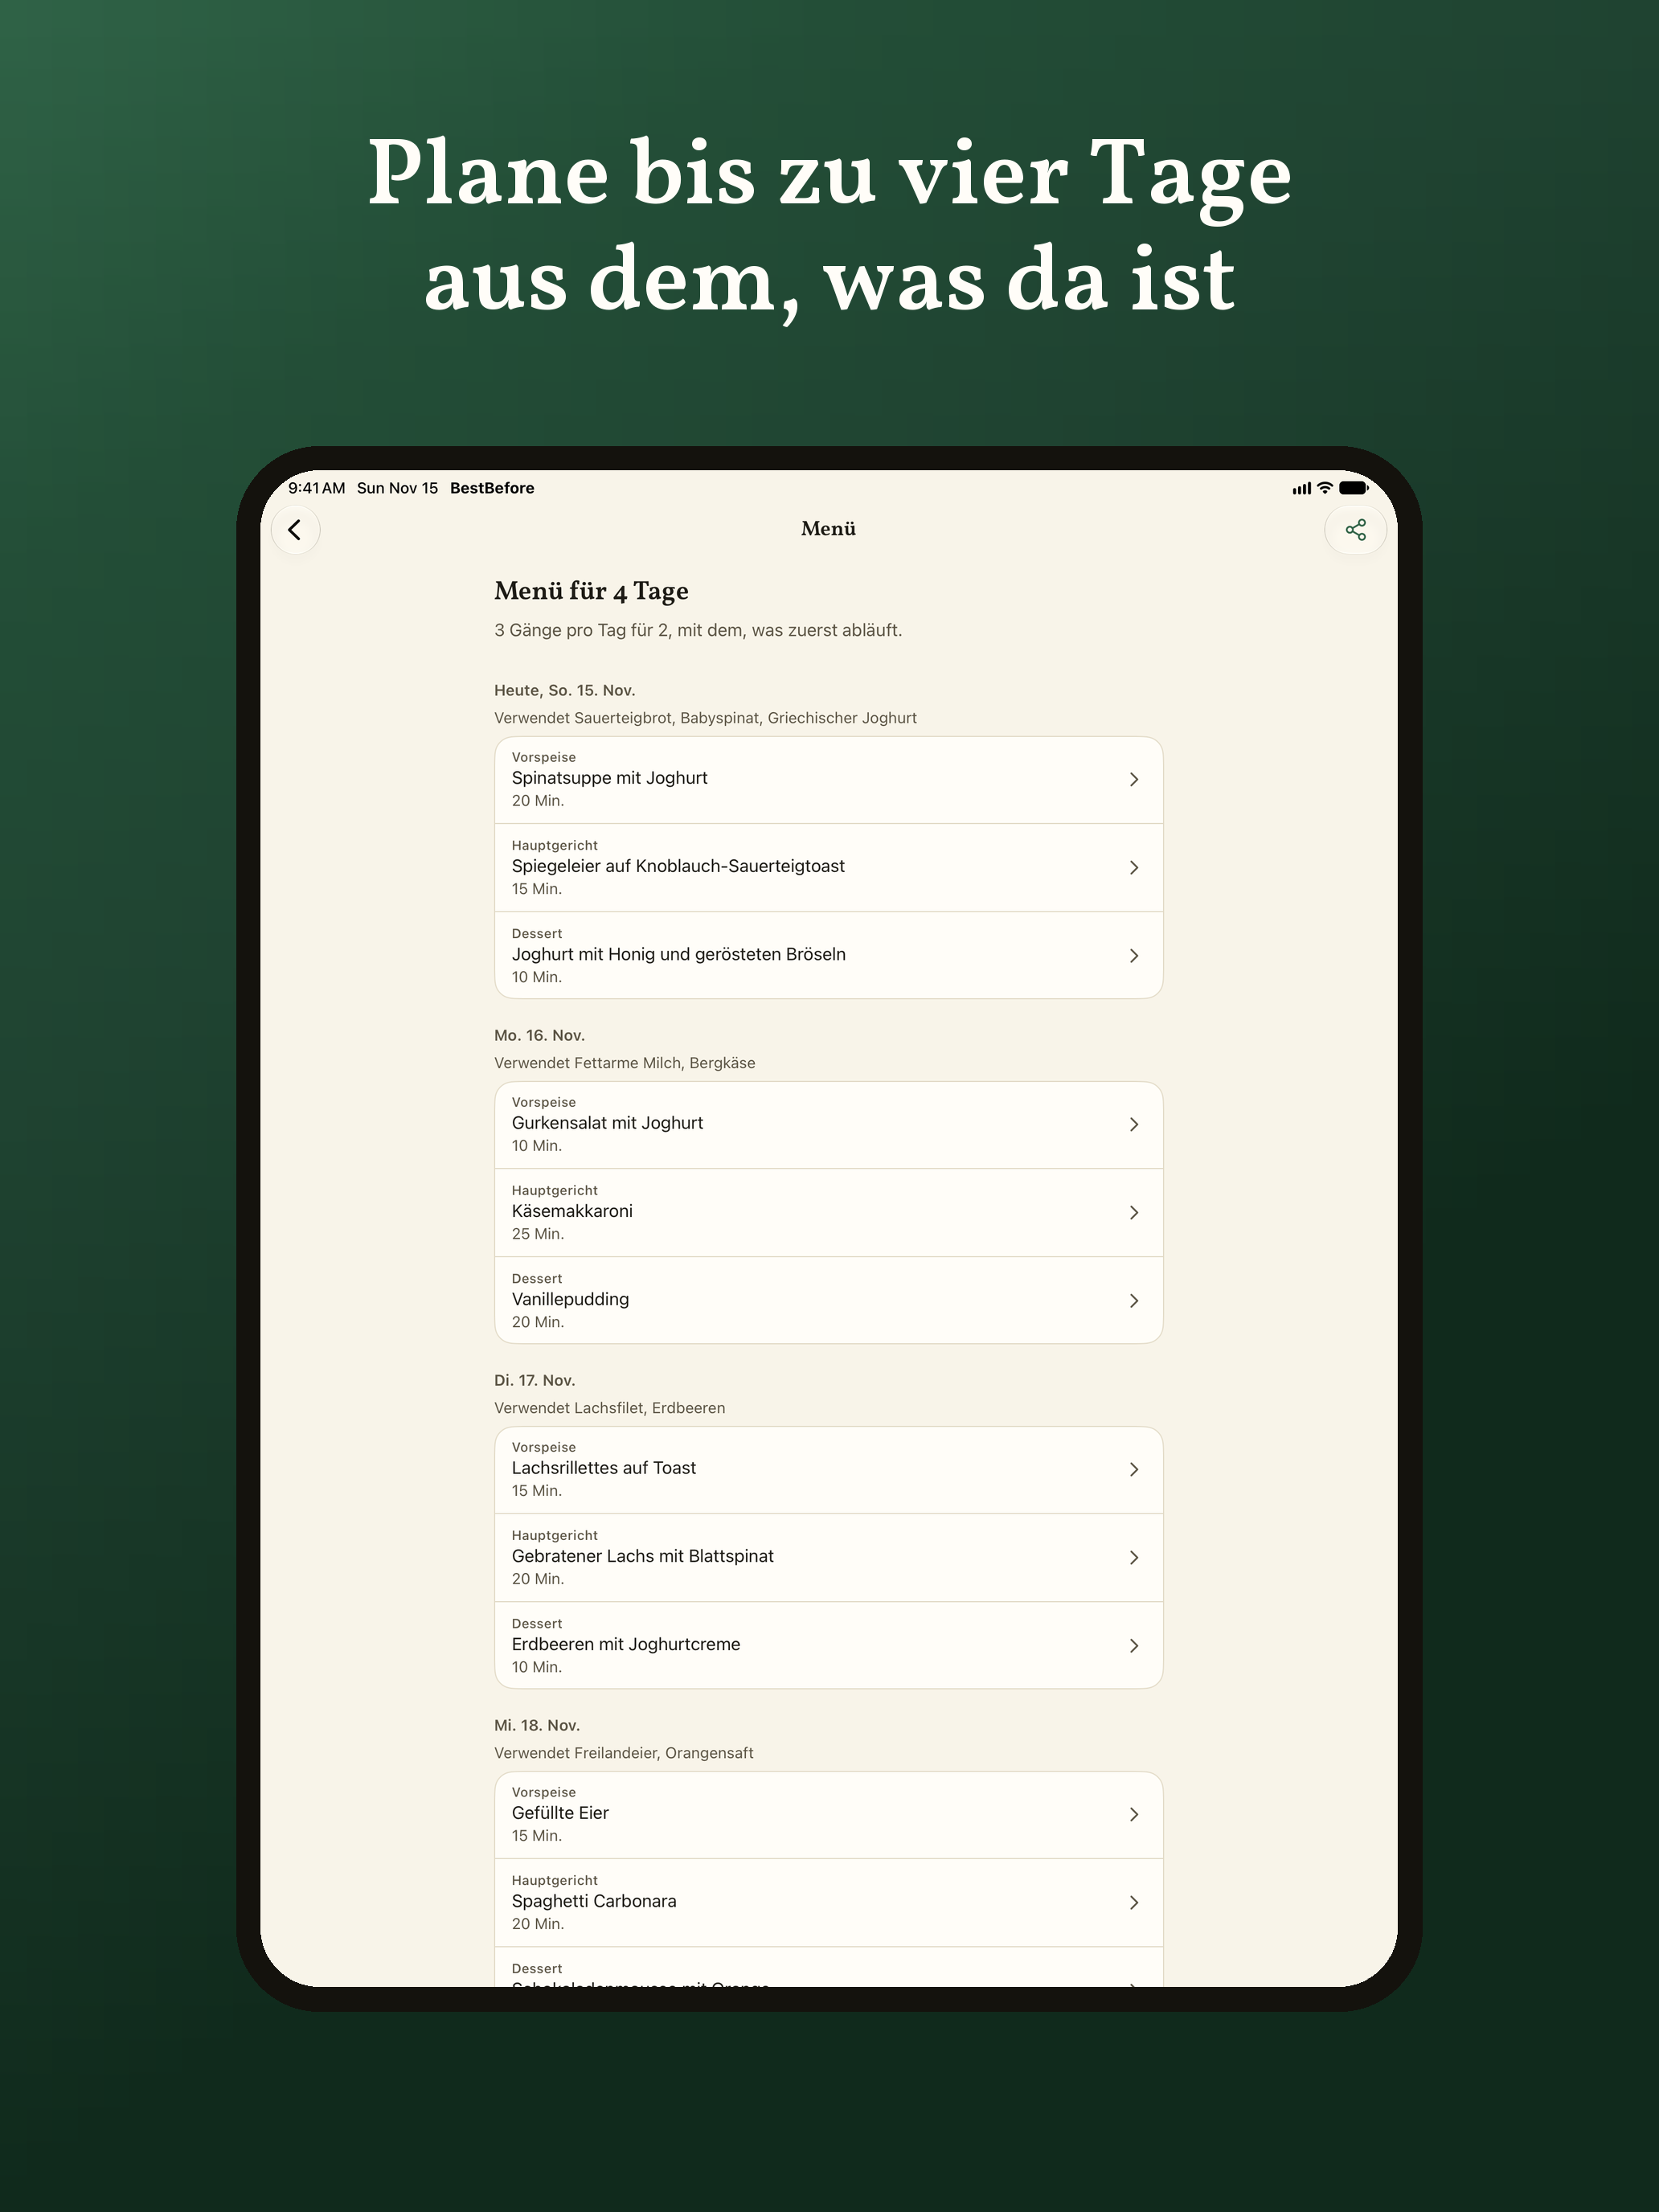 Plane bis zu vier Tage
aus dem, was da ist
9:41 AM Sun Nov 15 BestBefore
Menü
Menü für 4 Tage
3 Gänge pro Tag für 2, mit dem, was zuerst abläuft.
Heute, So. 15. Nov.
Verwendet Sauerteigbrot, Babyspinat, Griechischer Joghurt
Vorspeise
Spinatsuppe mit Joghurt
20 Min.
Hauptgericht
Spiegeleier auf Knoblauch-Sauerteigtoast
15 Min.
Dessert
Joghurt mit Honig und gerösteten Bröseln
10 Min.
Mo. 16. Nov.
Verwendet Fettarme Milch, Bergkäse
Vorspeise
Gurkensalat mit Joghurt
10 Min.
Hauptgericht
Käsemakkaroni
25 Min.
Dessert
Vanillepudding
20 Min.
Di. 17. Nov.
Verwendet Lachsfilet, Erdbeeren
Vorspeise
Lachsrillettes auf Toast
15 Min.
Hauptgericht
Gebratener Lachs mit Blattspinat
20 Min.
Dessert
Erdbeeren mit Joghurtcreme
10 Min.
Mi. 18. Nov.
Verwendet Freilandeier, Orangensaft
Vorspeise
Gefüllte Eier
15 Min.
Hauptgericht
Spaghetti Carbonara
20 Min.
Dessert